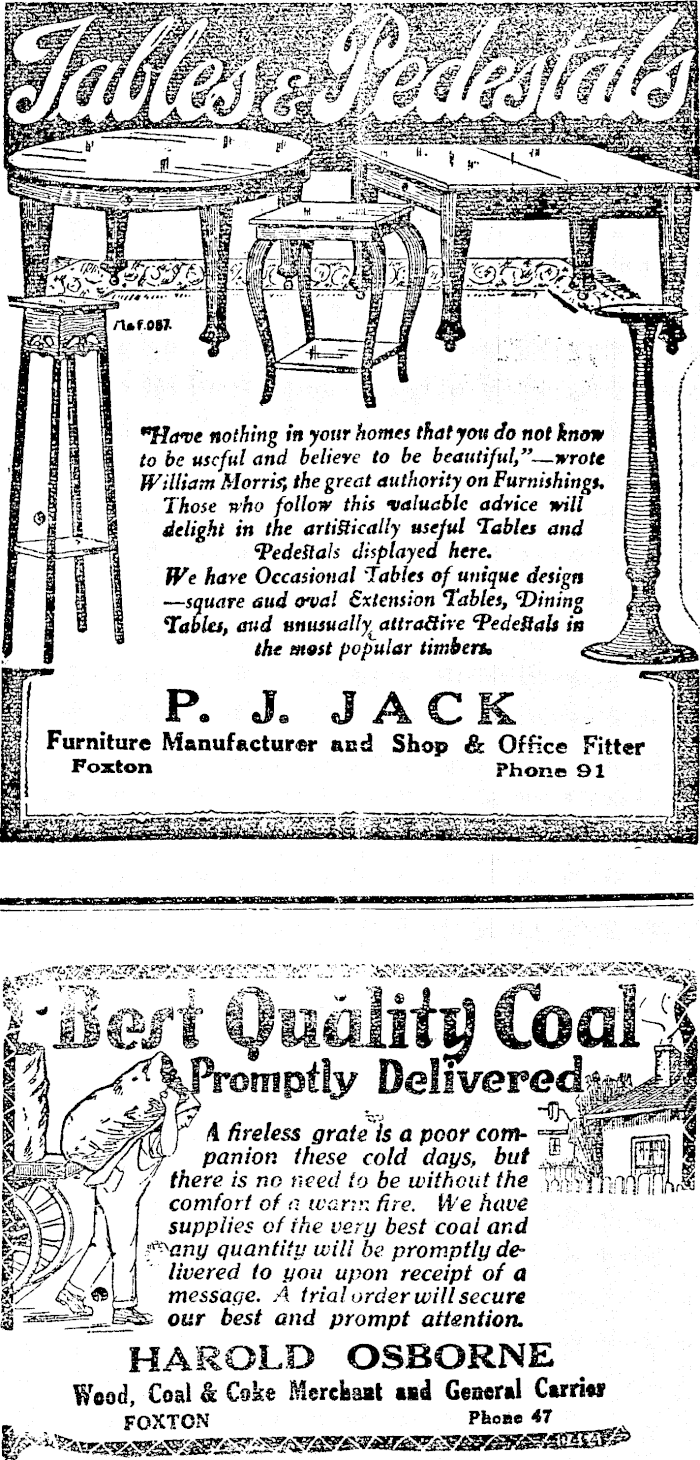 Tables & Pedestals
"Have nothing in your homes that you do not know
to be useful and believe to be beautiful,"—wrote
William Morris, the great authority on Furnishings.
Those who follow this valuable advice will
delight in the artistically useful Tables and
Pedestals displayed here.
We have Occasional Tables of unique design
—square aud oval Extension Tables, Dining
Tables, aud unusually attractive Pedestals in
the most popular timbers.
P. J. JACK
Furniture Manufacturer and Shop & Office Fitter
Foxton Phone 91
Best Quality Coal
Promptly Delivered
A fireless grate is a poor com-
panion these cold days, but
there is no need to be without the
comfort of a warm fire. We have
supplies of the very best coal and
any quantity will be promptly de-
livered to you upon receipt of a
message. A trial order will secure
our best and prompt attention.
HAROLD OSBORNE
Wood, Coal & Coke Merchant and General Carrier
FOXTON Phone 47